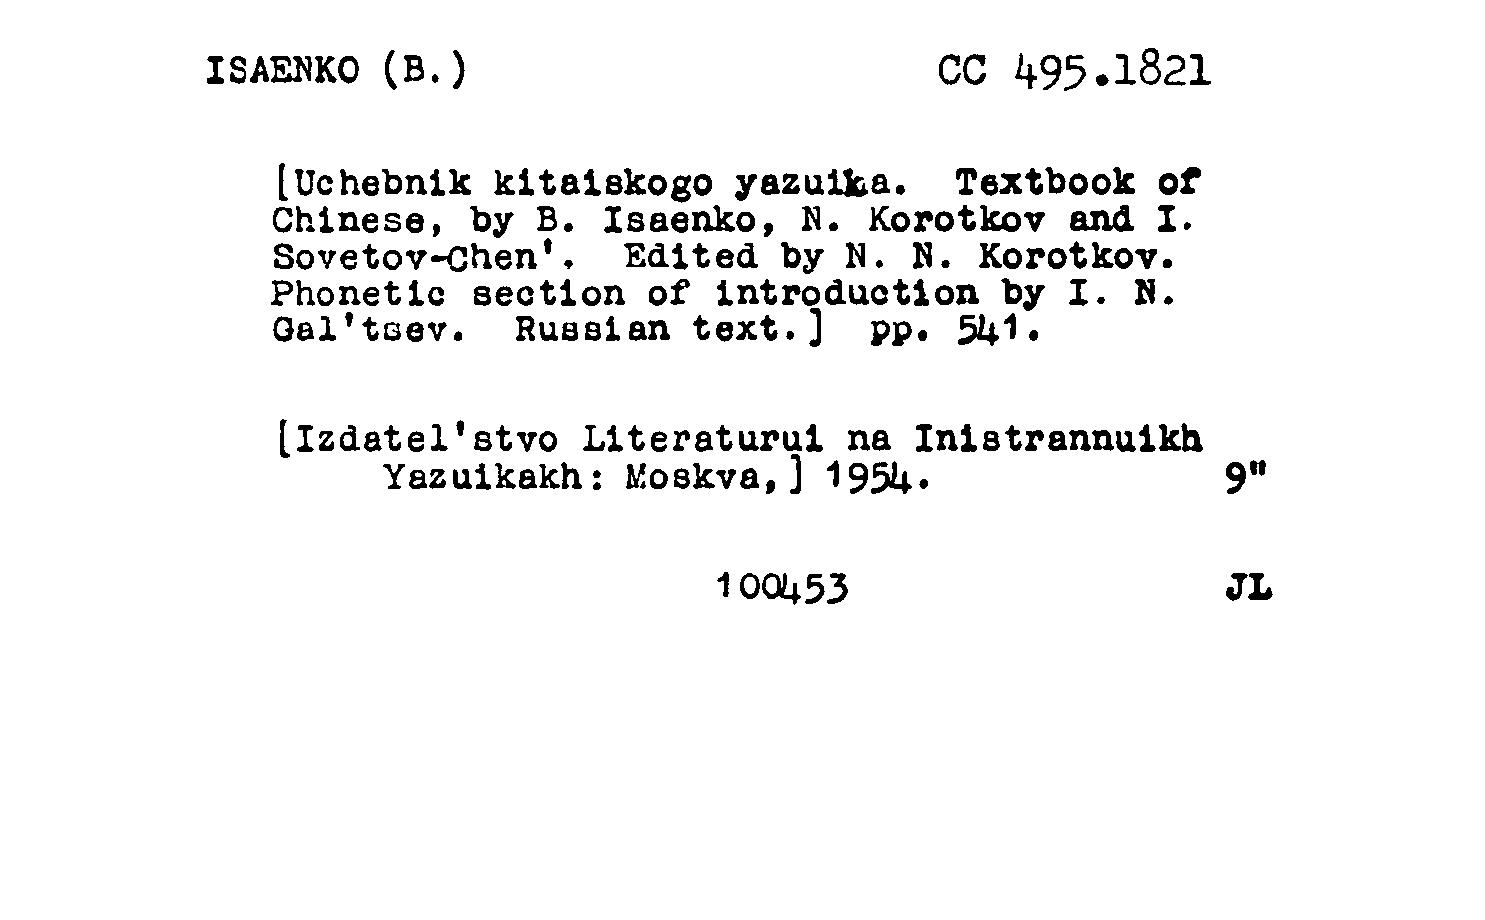 ISAENKO (B.) CC 495.1821
[Uchebnik kitaiskogo yazuika. Textbook of
Chinese, by B. Isaenko, N. Korotkov and I.
Sovetov-Chen'. Edited by N. N. Korotkov.
Phonetic section of introduction by I. N.
Gal'tsev. Russian text.] pp. 541.
[Izdatel'stvo Literaturui na Inistrannuikh
Yazuikakh: Moskva,] 1954. 9"
100453 JL